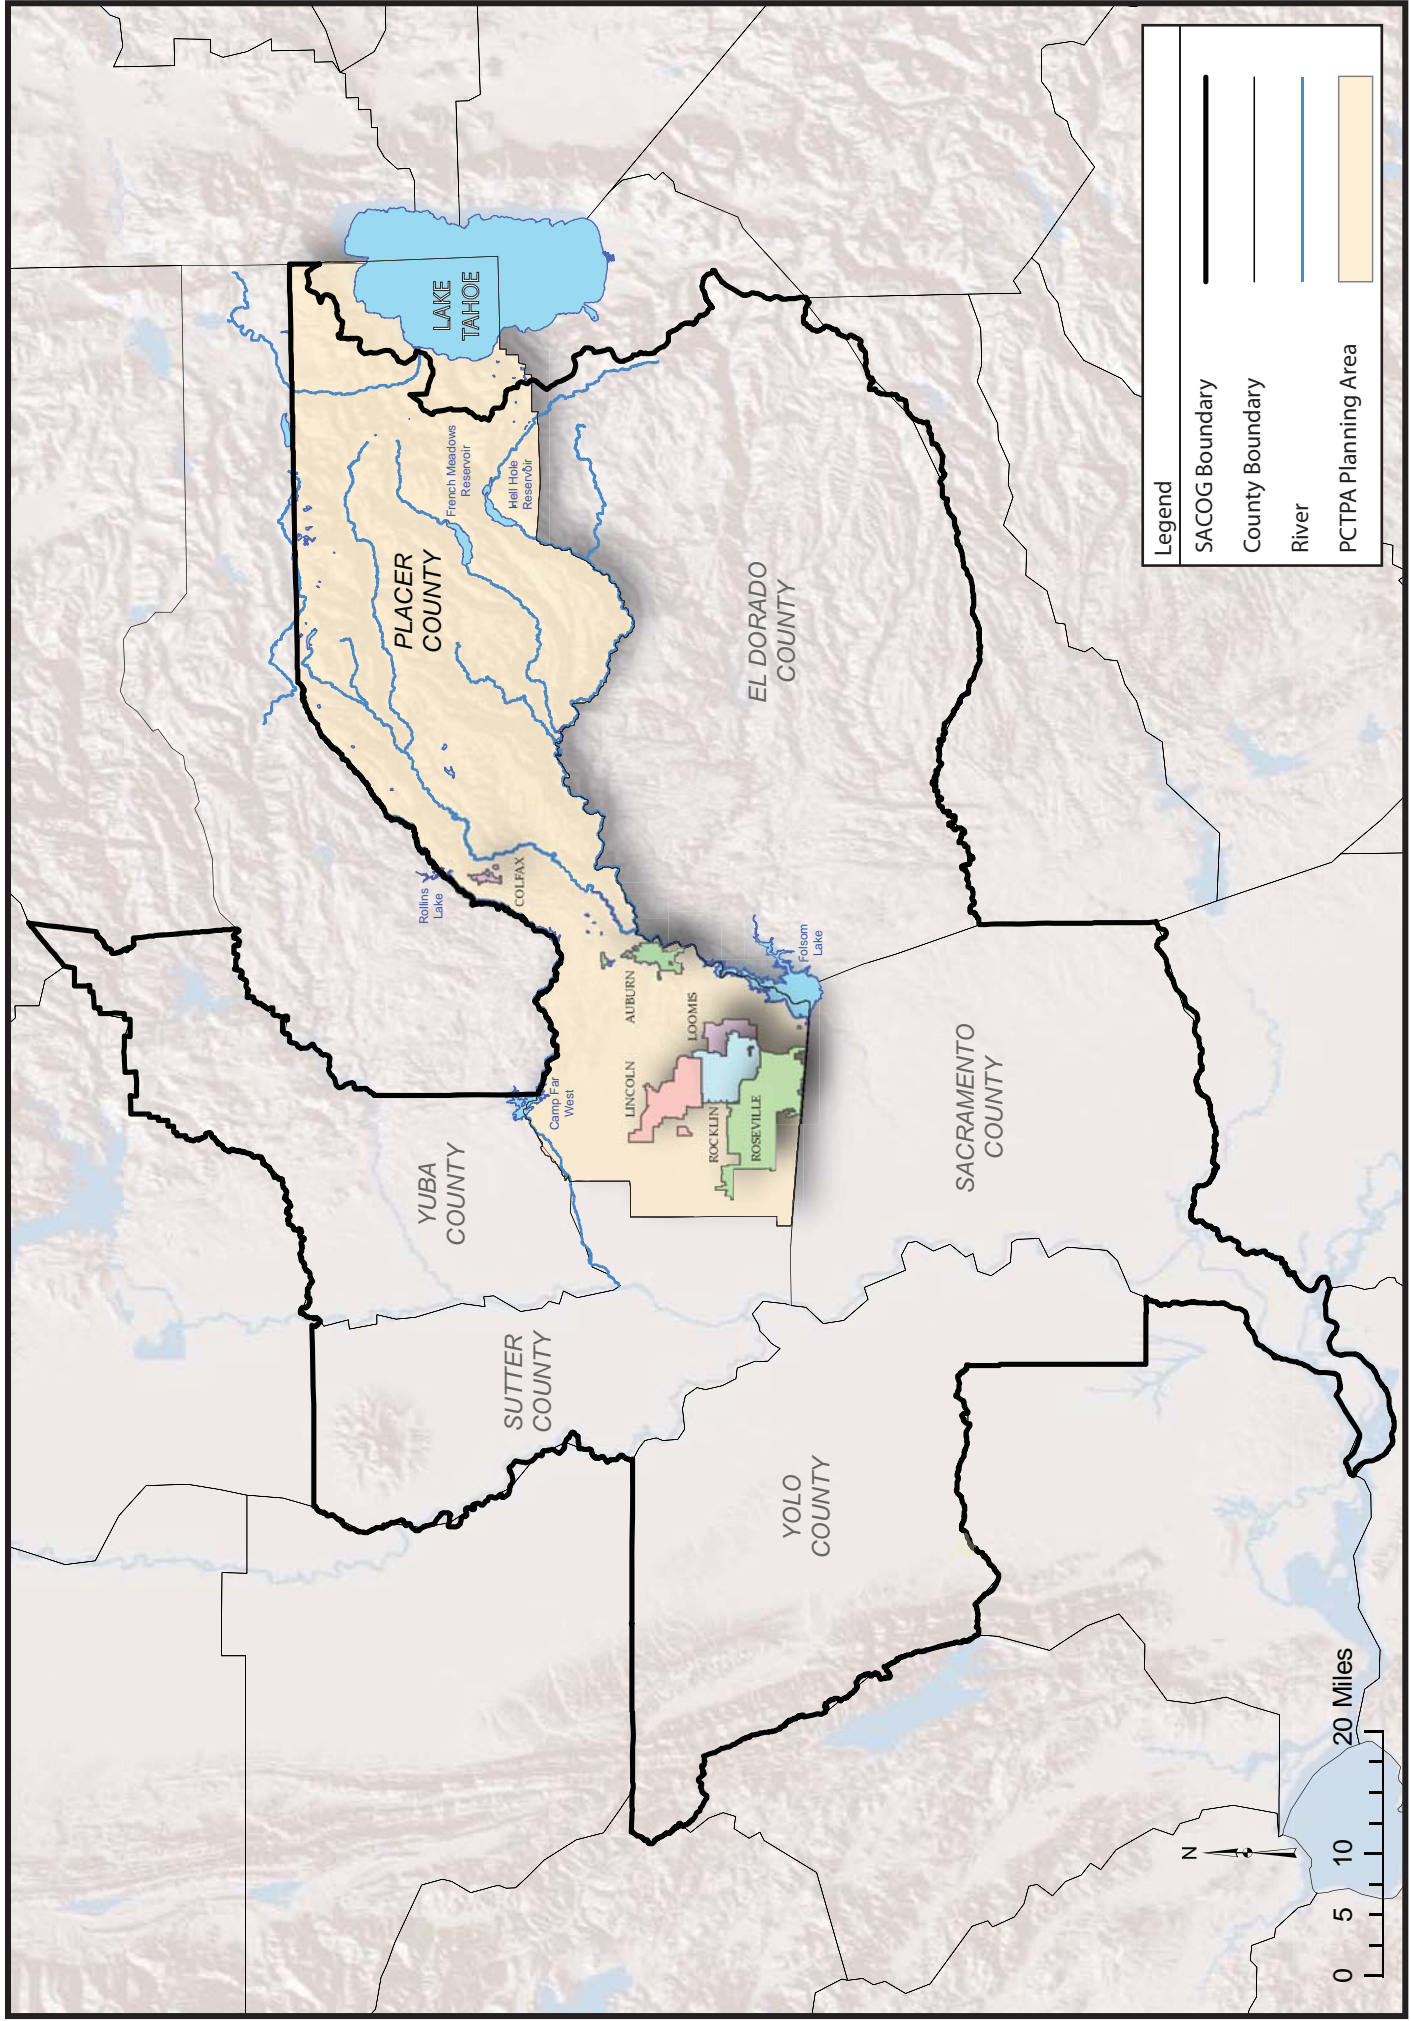 LAKE
TAHOE
PLACER
COUNTY
French Meadows
Reservoir
Hell Hole
Reservoir
EL DORADO
COUNTY
Rollins
Lake
COLFAX
AUBURN
LOOMIS
LINCOLN
ROCKLIN
ROSEVILLE
Folsom
Lake
Camp Far
West
YUBA
COUNTY
SUTTER
COUNTY
SACRAMENTO
COUNTY
YOLO
COUNTY
N
0 5 10 20 Miles
Legend
SACOG Boundary
County Boundary
River
PCTPA Planning Area